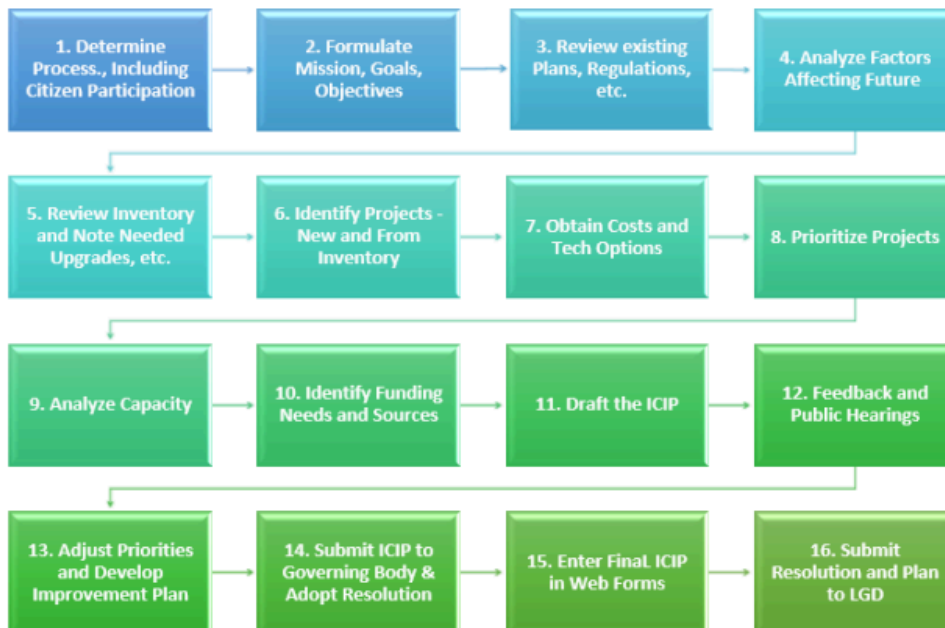 1. Determine
Process., Including
Citizen Participation
2. Formulate
Mission, Goals,
Objectives
3. Review existing
Plans, Regulations,
etc.
4. Analyze Factors
Affecting Future
5. Review Inventory
and Note Needed
Upgrades, etc.
6. Identify Projects -
New and From
Inventory
7. Obtain Costs and
Tech Options
8. Prioritize Projects
9. Analyze Capacity
10. Identify Funding
Needs and Sources
11. Draft the ICIP
12. Feedback and
Public Hearings
13. Adjust Priorities
and Develop
Improvement Plan
14. Submit ICIP to
Governing Body &
Adopt Resolution
15. Enter FinaL ICIP
in Web Forms
16. Submit
Resolution and Plan
to LGD